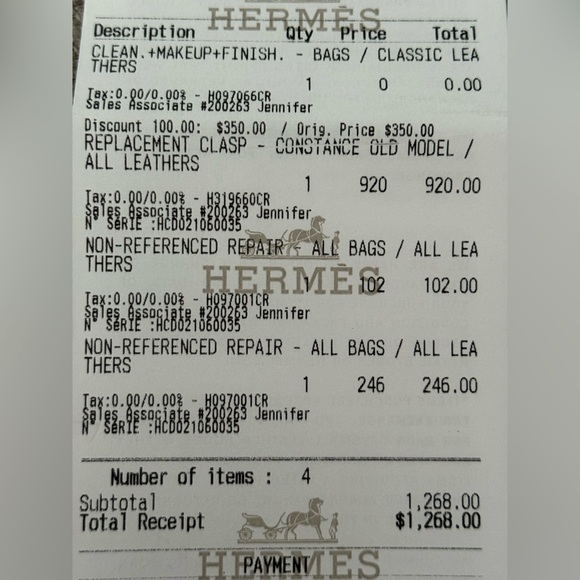 HERMÈS
Description Qty Price Total
CLEAN.+MAKEUP+FINISH. - BAGS / CLASSIC LEA
THERS
1 0 0.00
Tax:0.00/0.00% - H097066CR
Sales Associate #200263 Jennifer
Discount 100.00: $350.00 / Orig. Price $350.00
REPLACEMENT CLASP - CONSTANCE OLD MODEL /
ALL LEATHERS
1 920 920.00
Tax:0.00/0.00% - H319660CR
Sales Associate #200263 Jennifer
N° SéRIE :HCD021060035
NON-REFERENCED REPAIR - ALL BAGS / ALL LEA
THERS
HERMÈS
1 102 102.00
Tax:0.00/0.00% - H097001CR
Sales Associate #200263 Jennifer
N° SéRIE :HCD021060035
NON-REFERENCED REPAIR - ALL BAGS / ALL LEA
THERS
1 246 246.00
Tax:0.00/0.00% - H097001CR
Sales Associate #200263 Jennifer
N° SéRIE :HCD021060035
Number of items : 4
Subtotal 1,268.00
Total Receipt $1,268.00
HERMÈS
PAYMENT